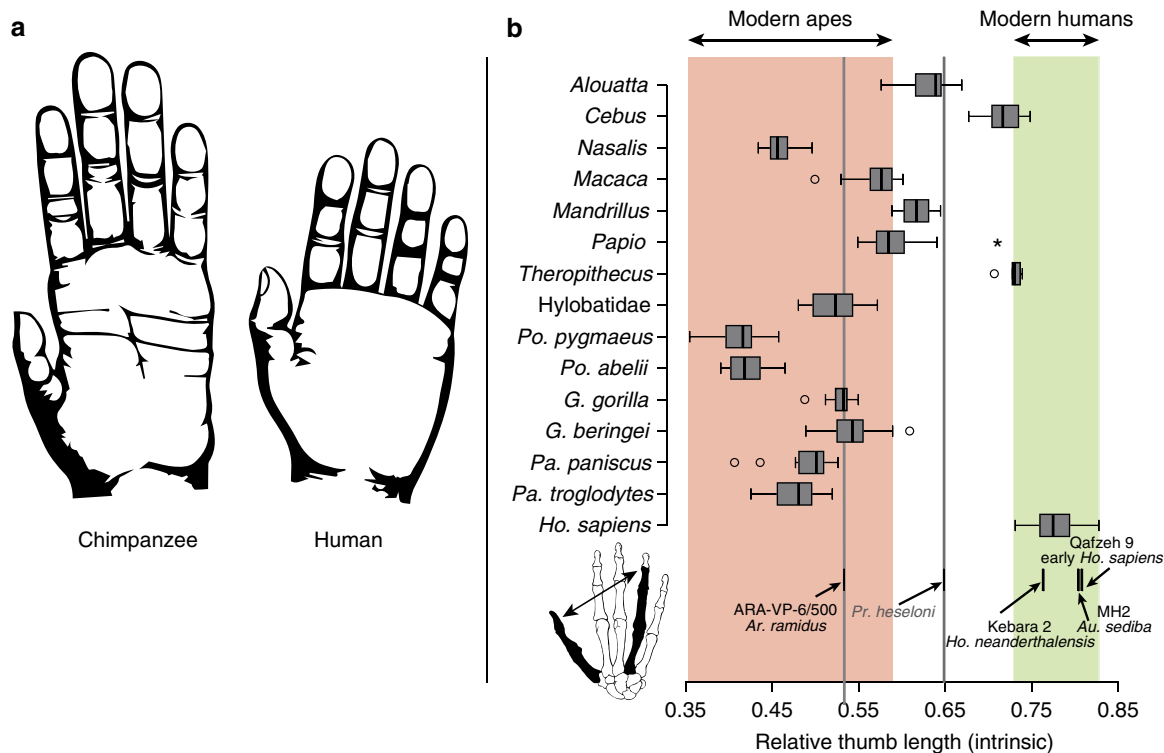 a
Chimpanzee
Human
b
Modern apes
Modern humans
Alouatta
Cebus
Nasalis
Macaca
Mandrillus
Papio
*
Theropithecus
Hylobatidae
Po. pygmaeus
Po. abelii
G. gorilla
G. beringei
Pa. paniscus
Pa. troglodytes
Ho. sapiens
Qafzeh 9
early Ho. sapiens
ARA-VP-6/500
Ar. ramidus
Pr. heseloni
Kebara 2
Ho. neanderthalensis
MH2
Au. sediba
0.35 0.45 0.55 0.65 0.75 0.85
Relative thumb length (intrinsic)